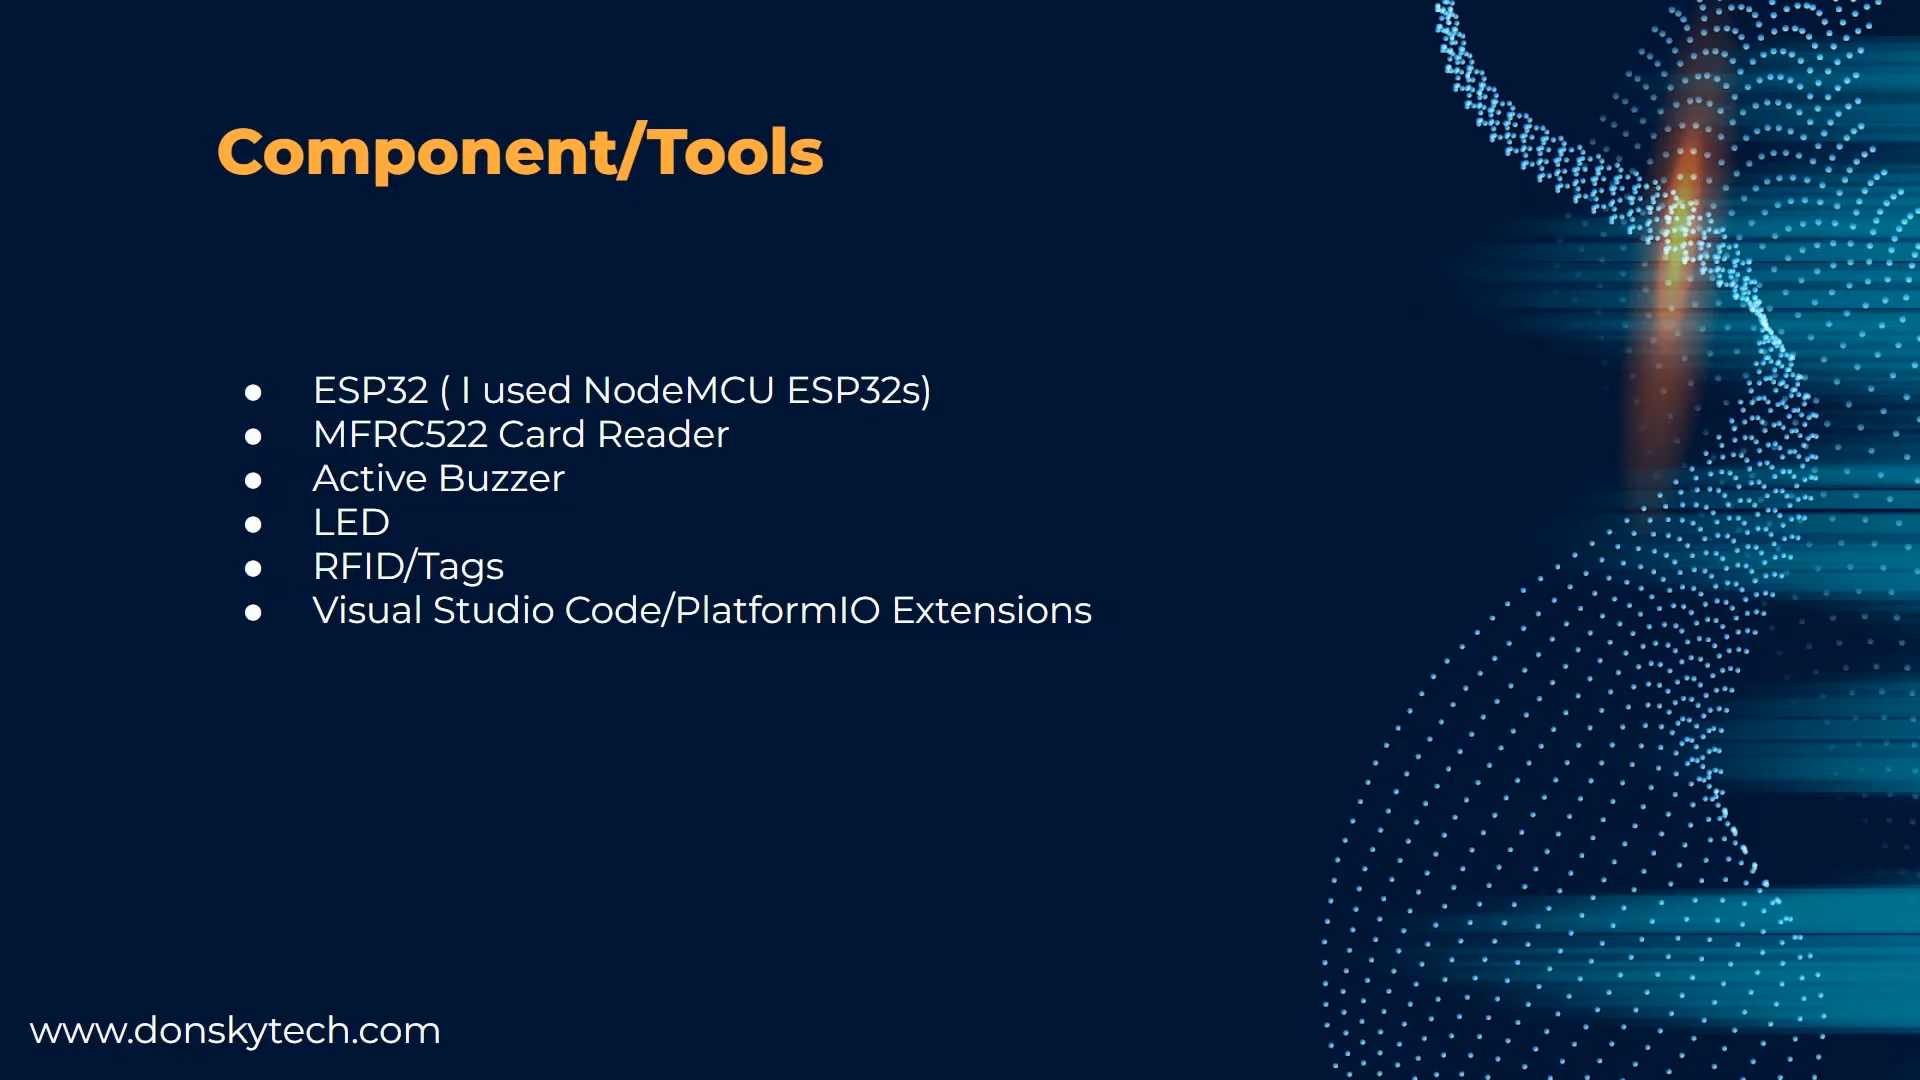 Component/Tools
● ESP32 ( I used NodeMCU ESP32s)
● MFRC522 Card Reader
● Active Buzzer
● LED
● RFID/Tags
● Visual Studio Code/PlatformIO Extensions
www.donskytech.com